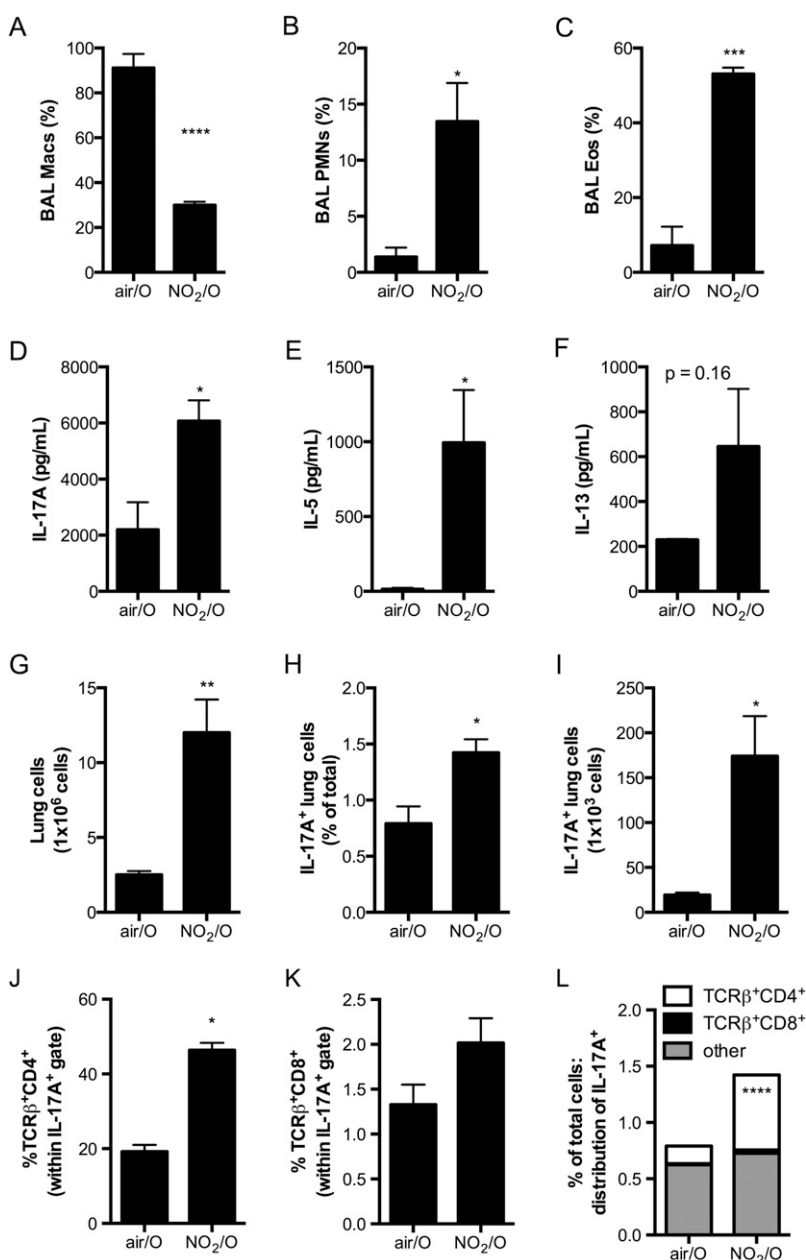 A
BAL Macs (%)
100
80
60
40
20
0
****
air/O NO₂/O
B
BAL PMNs (%)
20
15
10
5
0
*
air/O NO₂/O
C
BAL Eos (%)
60
40
20
0
***
air/O NO₂/O
D
IL-17A (pg/mL)
8000
6000
4000
2000
0
*
air/O NO₂/O
E
IL-5 (pg/mL)
1500
1000
500
0
*
air/O NO₂/O
F
IL-13 (pg/mL)
1000
800
600
400
200
0
p = 0.16
air/O NO₂/O
G
Lung cells
(1x10⁶ cells)
15
10
5
0
**
air/O NO₂/O
H
IL-17A⁺ lung cells
(% of total)
2.0
1.5
1.0
0.5
0.0
*
air/O NO₂/O
I
IL-17A⁺ lung cells
(1x10³ cells)
250
200
150
100
50
0
*
air/O NO₂/O
J
%TCRβ⁺CD4⁺
(within IL-17A⁺ gate)
60
40
20
0
*
air/O NO₂/O
K
% TCRβ⁺CD8⁺
(within IL-17A⁺ gate)
2.5
2.0
1.5
1.0
0.5
0.0
air/O NO₂/O
L
TCRβ⁺CD4⁺
TCRβ⁺CD8⁺
other
% of total cells:
distribution of IL-17A⁺
2.0
1.5
1.0
0.5
0.0
****
air/O NO₂/O